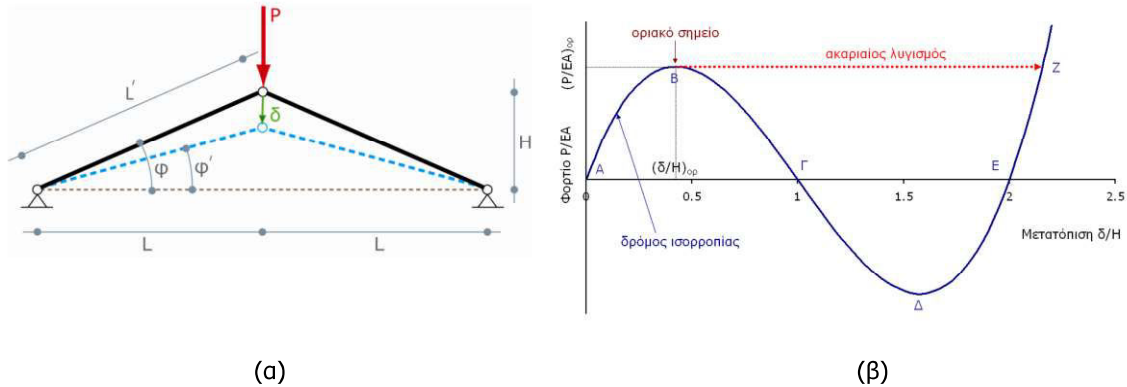 P
L'
δ
H
φ
φ'
L
L
(α)
οριακό σημείο
ακαριαίος λυγισμός
(P/EA)ορ
Φορτίο P/EA
B
Z
A
(δ/H)ορ
Γ
E
0
0.5
1
1.5
2
2.5
δρόμος ισορροπίας
Μετατόπιση δ/H
Δ
(β)